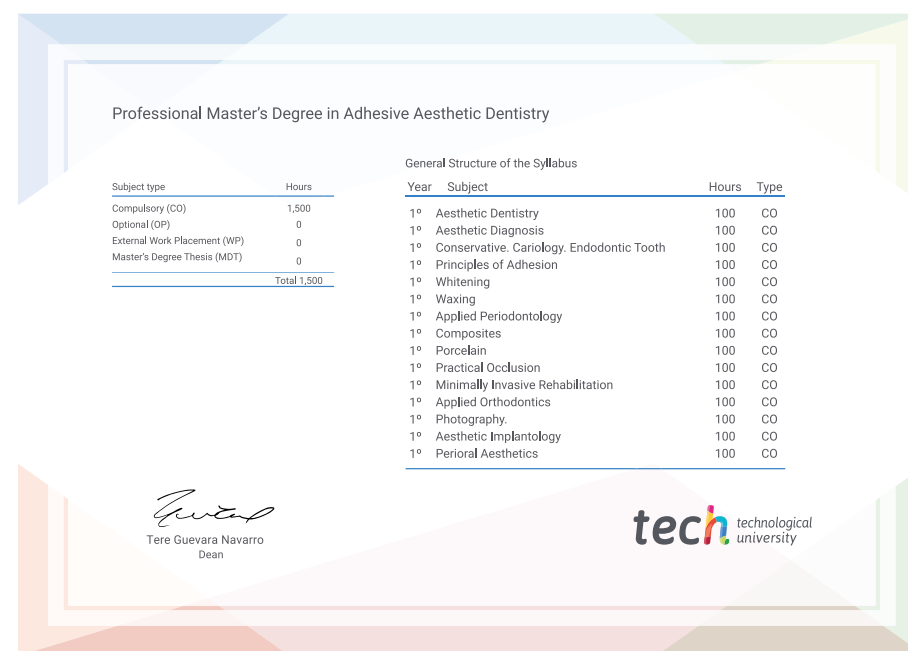 Professional Master's Degree in Adhesive Aesthetic Dentistry
Subject type Hours
Compulsory (CO) 1,500
Optional (OP) 0
External Work Placement (WP) 0
Master's Degree Thesis (MDT) 0
Total 1,500
General Structure of the Syllabus
Year Subject Hours Type
1º Aesthetic Dentistry 100 CO
1º Aesthetic Diagnosis 100 CO
1º Conservative. Cariology. Endodontic Tooth 100 CO
1º Principles of Adhesion 100 CO
1º Whitening 100 CO
1º Waxing 100 CO
1º Applied Periodontology 100 CO
1º Composites 100 CO
1º Porcelain 100 CO
1º Practical Occlusion 100 CO
1º Minimally Invasive Rehabilitation 100 CO
1º Applied Orthodontics 100 CO
1º Photography. 100 CO
1º Aesthetic Implantology 100 CO
1º Perioral Aesthetics 100 CO
Tere Guevara Navarro
Dean
tech technological
university